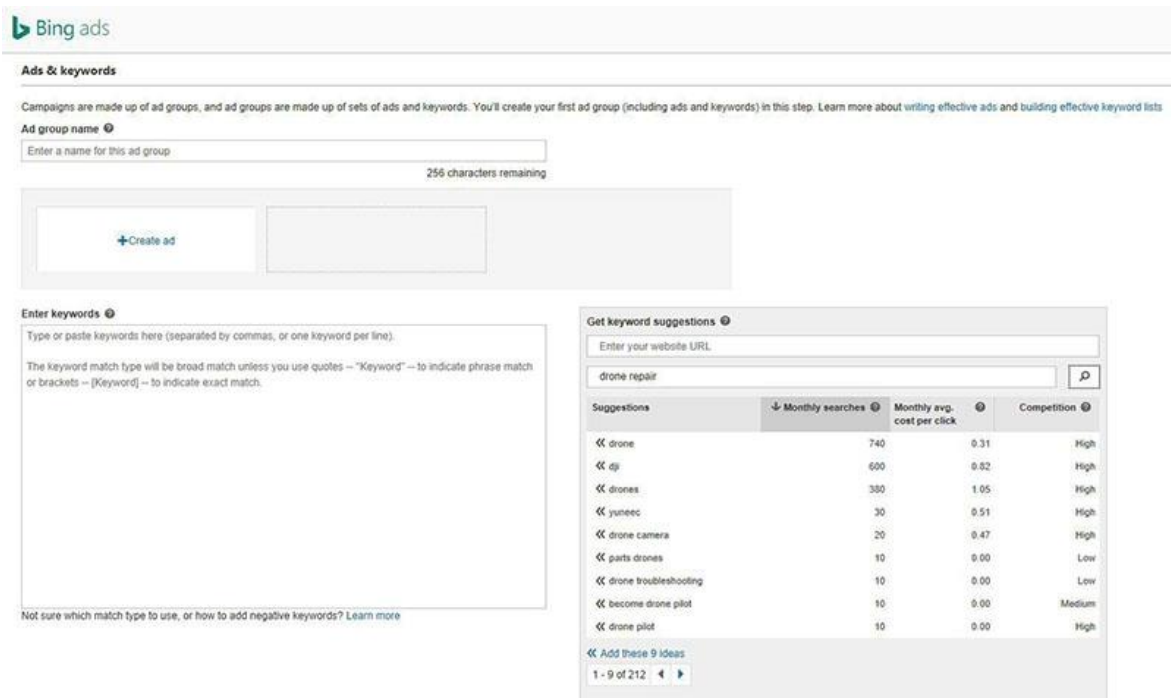 Bing ads
Ads & keywords
Campaigns are made up of ad groups, and ad groups are made up of sets of ads and keywords. You'll create your first ad group (including ads and keywords) in this step. Learn more about writing effective ads and building effective keyword lists
Ad group name
Enter a name for this ad group
256 characters remaining
+Create ad
Enter keywords
Type or paste keywords here (separated by commas, or one keyword per line).
The keyword match type will be broad match unless you use quotes -- "Keyword" -- to indicate phrase match
or brackets -- [Keyword] -- to indicate exact match.
Not sure which match type to use, or how to add negative keywords? Learn more
Get keyword suggestions
Enter your website URL
drone repair
Suggestions Monthly searches Monthly avg. cost per click Competition
drone 740 0.31 High
dji 600 0.82 High
drones 380 1.05 High
yuneec 30 0.51 High
drone camera 20 0.47 High
parts drones 10 0.00 Low
drone troubleshooting 10 0.00 Low
become drone pilot 10 0.00 Medium
drone pilot 10 0.00 High
Add these 9 ideas
1 - 9 of 212